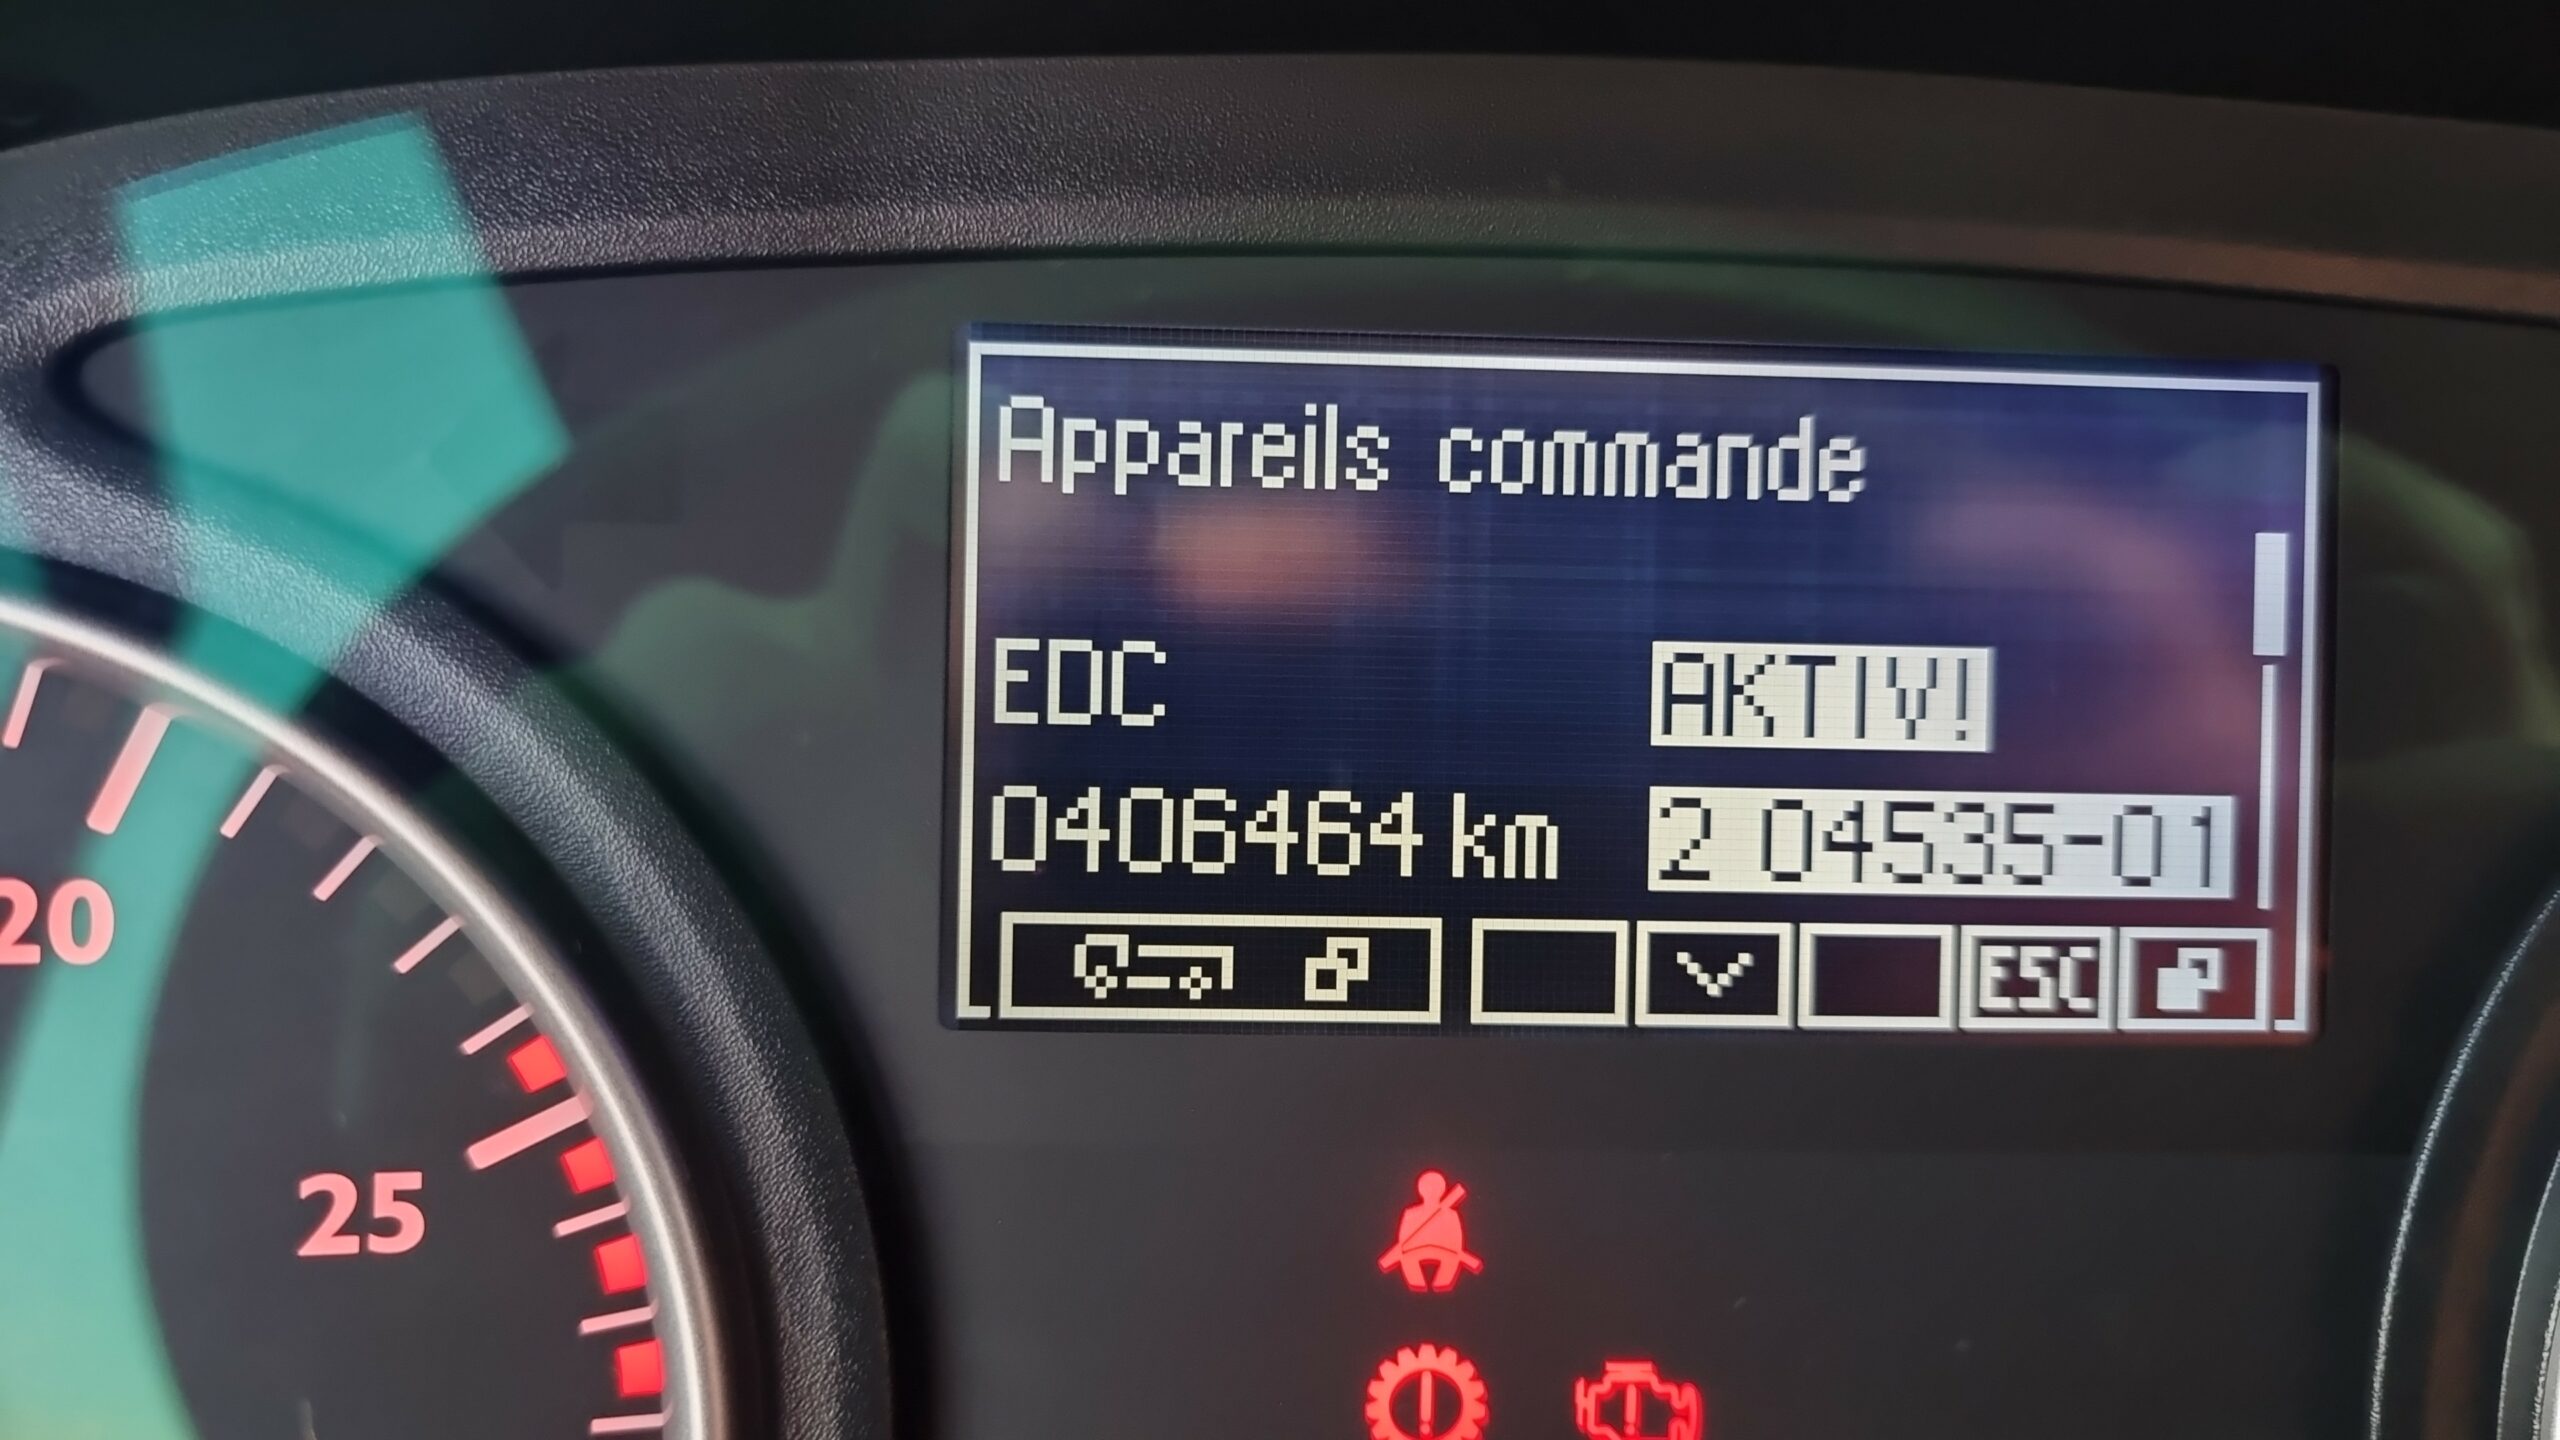 Appareils commande
EDC AKTIV!
0406464 km 2 04535-01
ESC
20
25